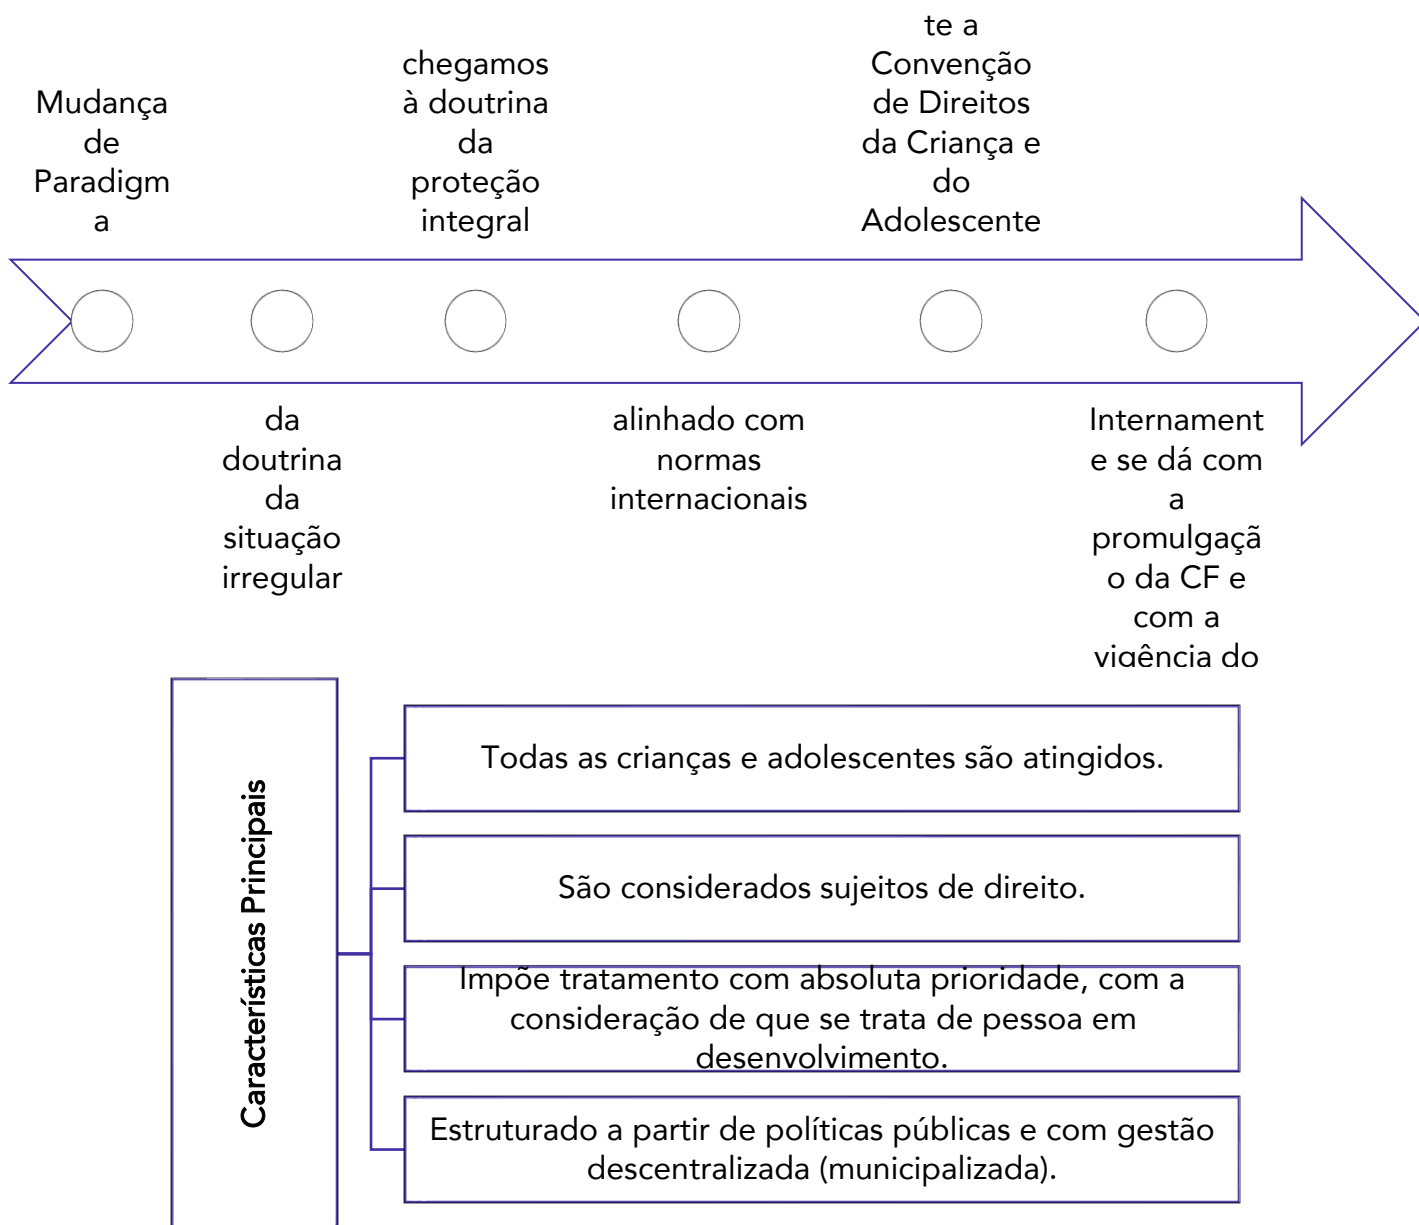 Mudança
de
Paradigm
a
da
doutrina
da
situação
irregular
chegamos
à doutrina
da
proteção
integral
alinhado com
normas
internacionais
te a
Convenção
de Direitos
da Criança e
do
Adolescente
Internament
e se dá com
a
promulgaçã
o da CF e
com a
vigência do
Características Principais
Todas as crianças e adolescentes são atingidos.
São considerados sujeitos de direito.
Impõe tratamento com absoluta prioridade, com a
consideração de que se trata de pessoa em
desenvolvimento.
Estruturado a partir de políticas públicas e com gestão
descentralizada (municipalizada).